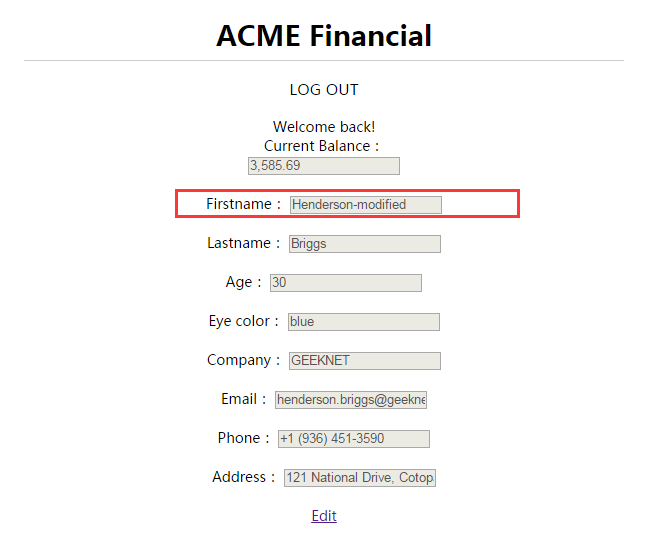 ACME Financial
LOG OUT
Welcome back!
Current Balance :
3,585.69
Firstname : Henderson-modified
Lastname : Briggs
Age : 30
Eye color : blue
Company : GEEKNET
Email : henderson.briggs@geekne
Phone : +1 (936) 451-3590
Address : 121 National Drive, Cotop
Edit